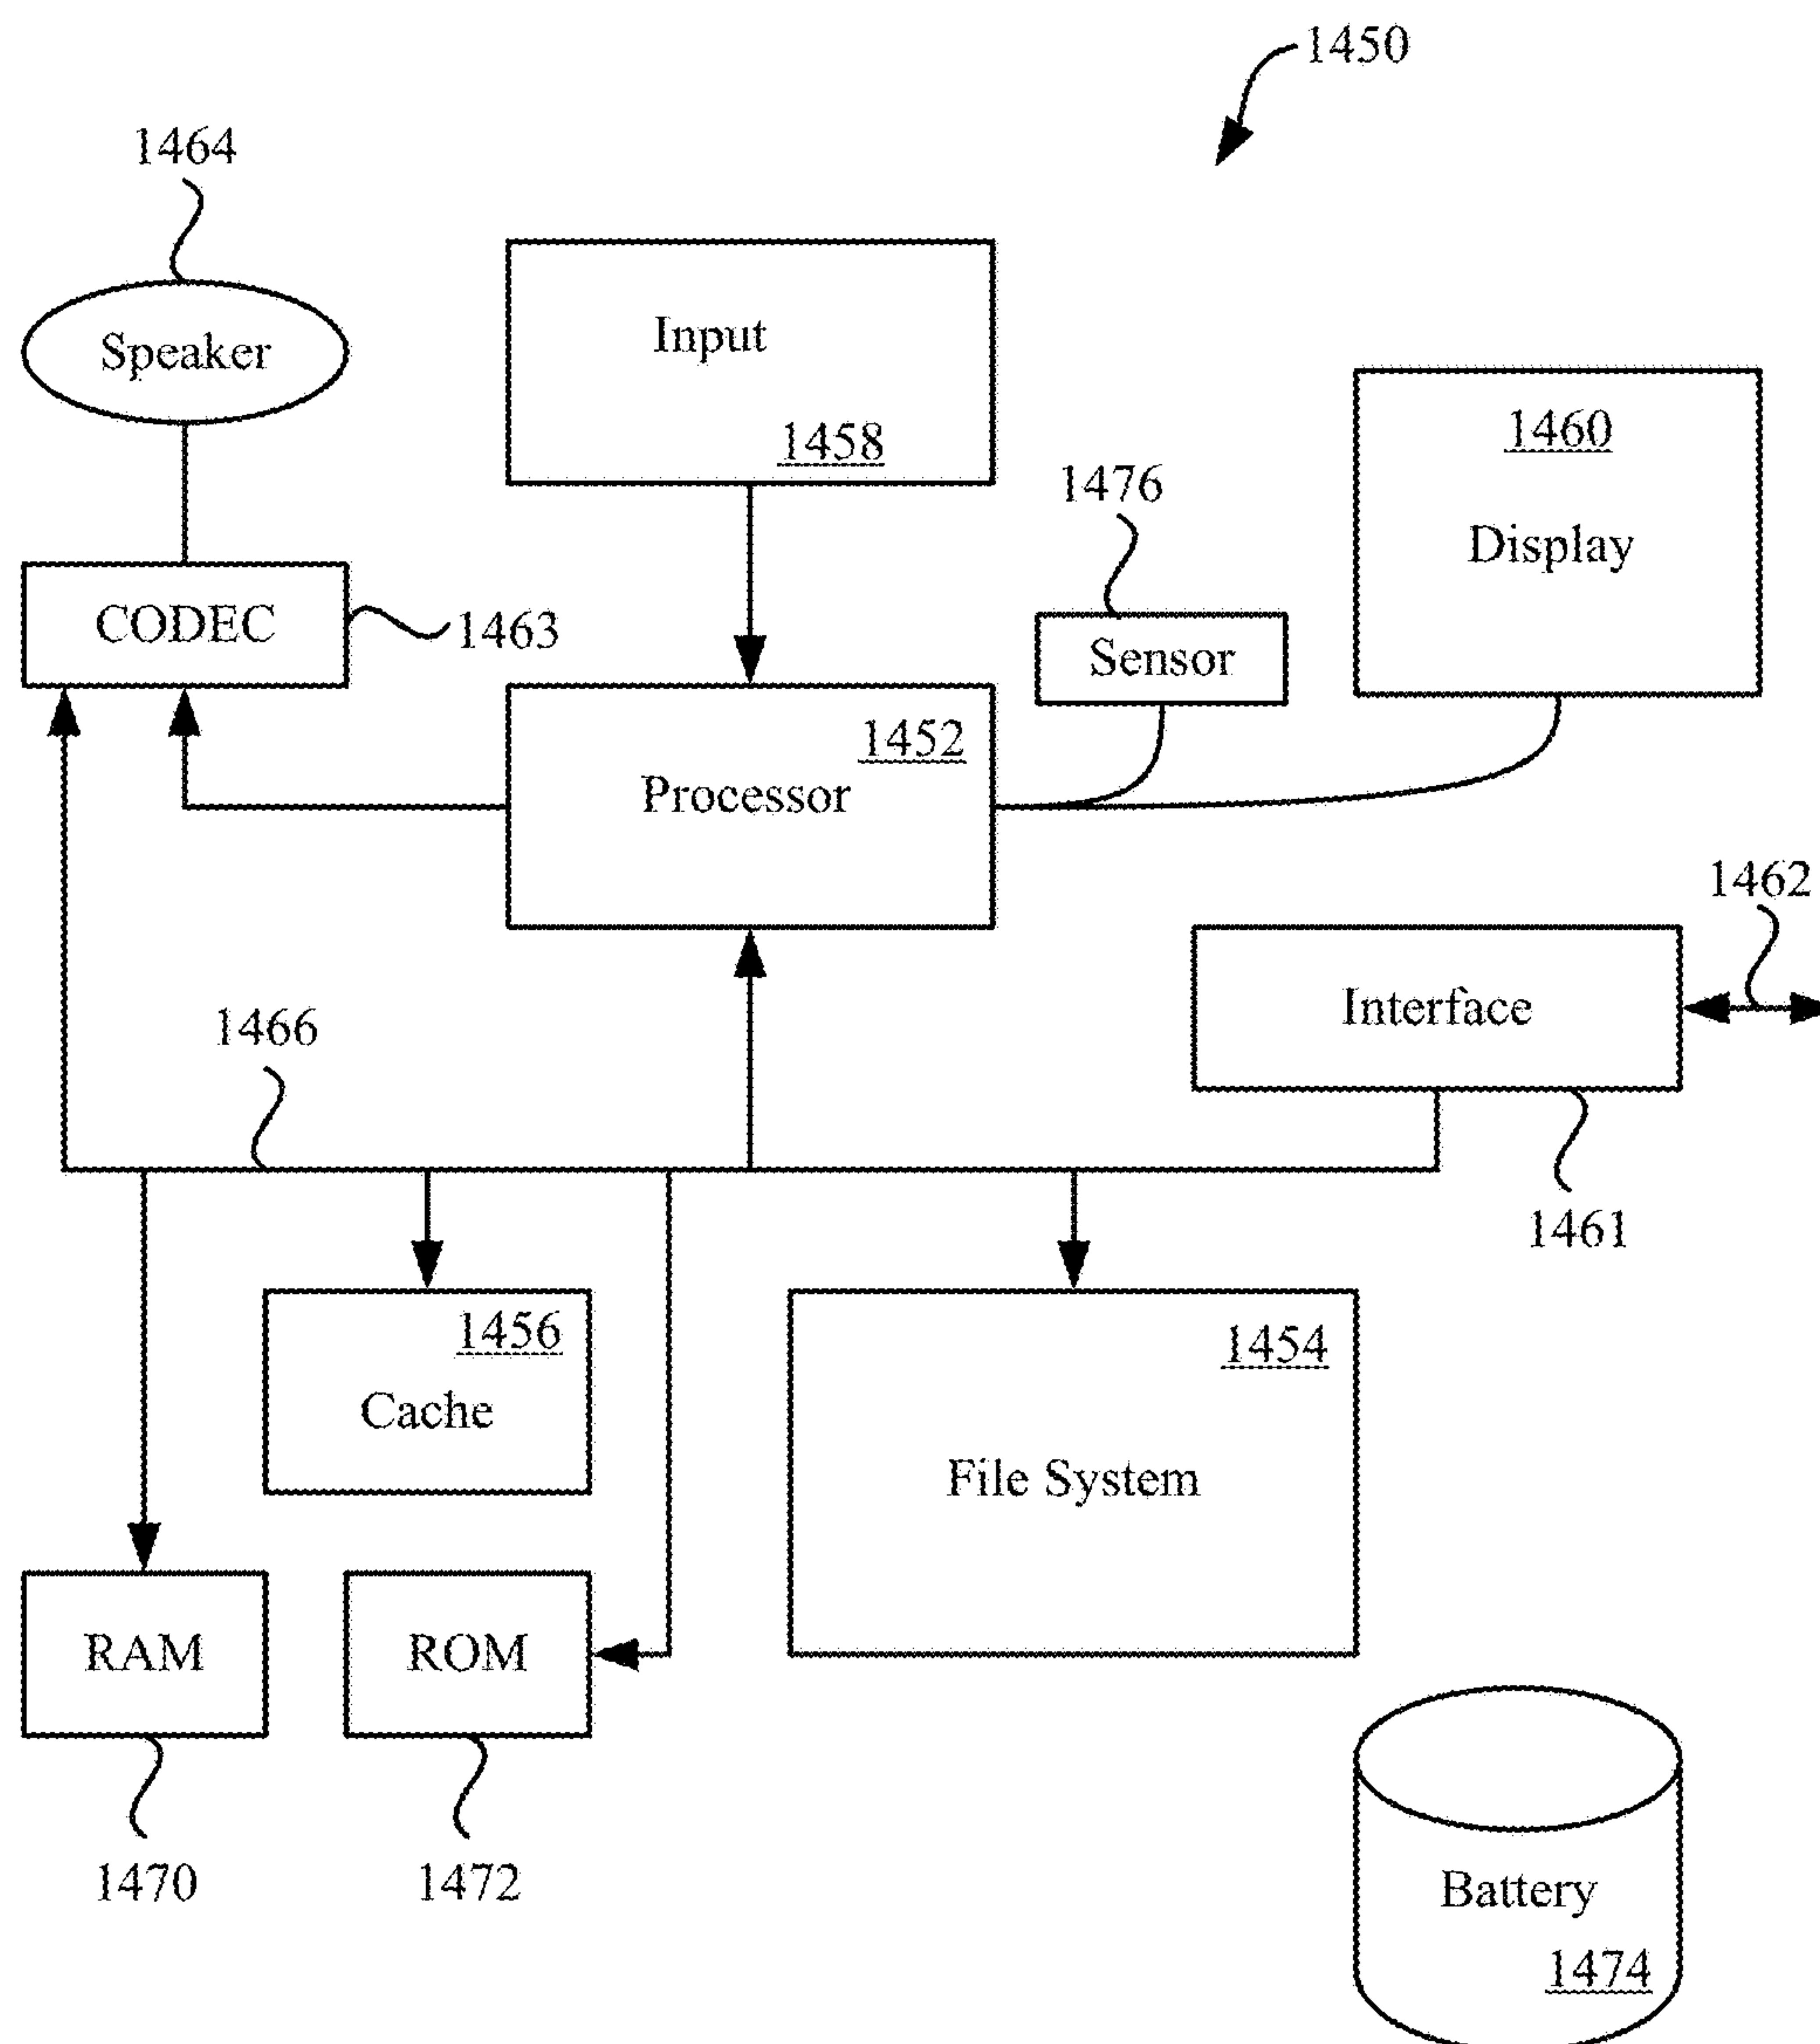 1450
1464
Speaker
Input
1458
1460
Display
1476
Sensor
CODEC
1463
1452
Processor
1462
Interface
1466
1461
1456
Cache
1454
File System
RAM
ROM
1470
1472
Battery
1474